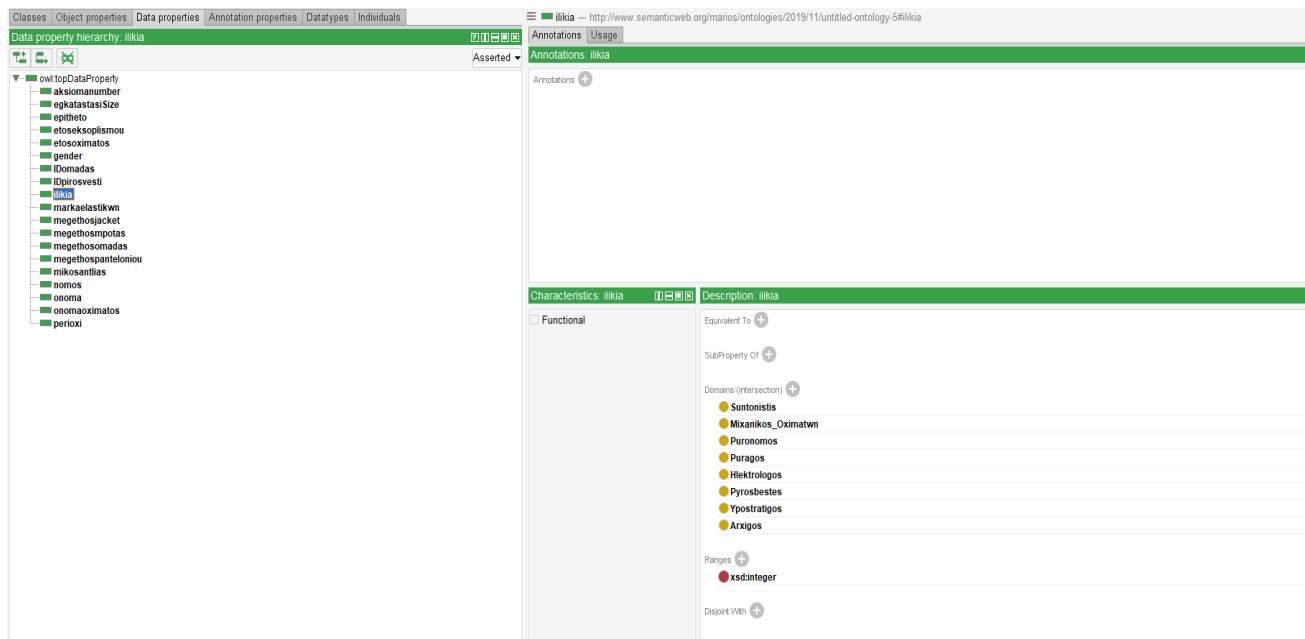 Classes Object properties Data properties Annotation properties Datatypes Individuals
Data property hierarchy: ilikia
Asserted
owl:topDataProperty
aksiomanumber
egkatastasiSize
epitheto
etoseksoplismou
etosoximatos
gender
IDomadas
IDpirosvesti
ilikia
markaelastikwn
megethosjacket
megethosmpotas
megethosomadas
megethospanteloniou
mikosantlias
nomos
onoma
onomaoximatos
perioxi
ilikia — http://www.semanticweb.org/marios/ontologies/2019/11/untitled-ontology-5#ilikia
Annotations Usage
Annotations: ilikia
Annotations
Characteristics: ilikia
Functional
Description: ilikia
Equivalent To
SubProperty Of
Domains (intersection)
Suntonistis
Mixanikos_Oximatwn
Puronomos
Puragos
Hlektrologos
Pyrosbestes
Ypostratigos
Arxigos
Ranges
xsd:integer
Disjoint With